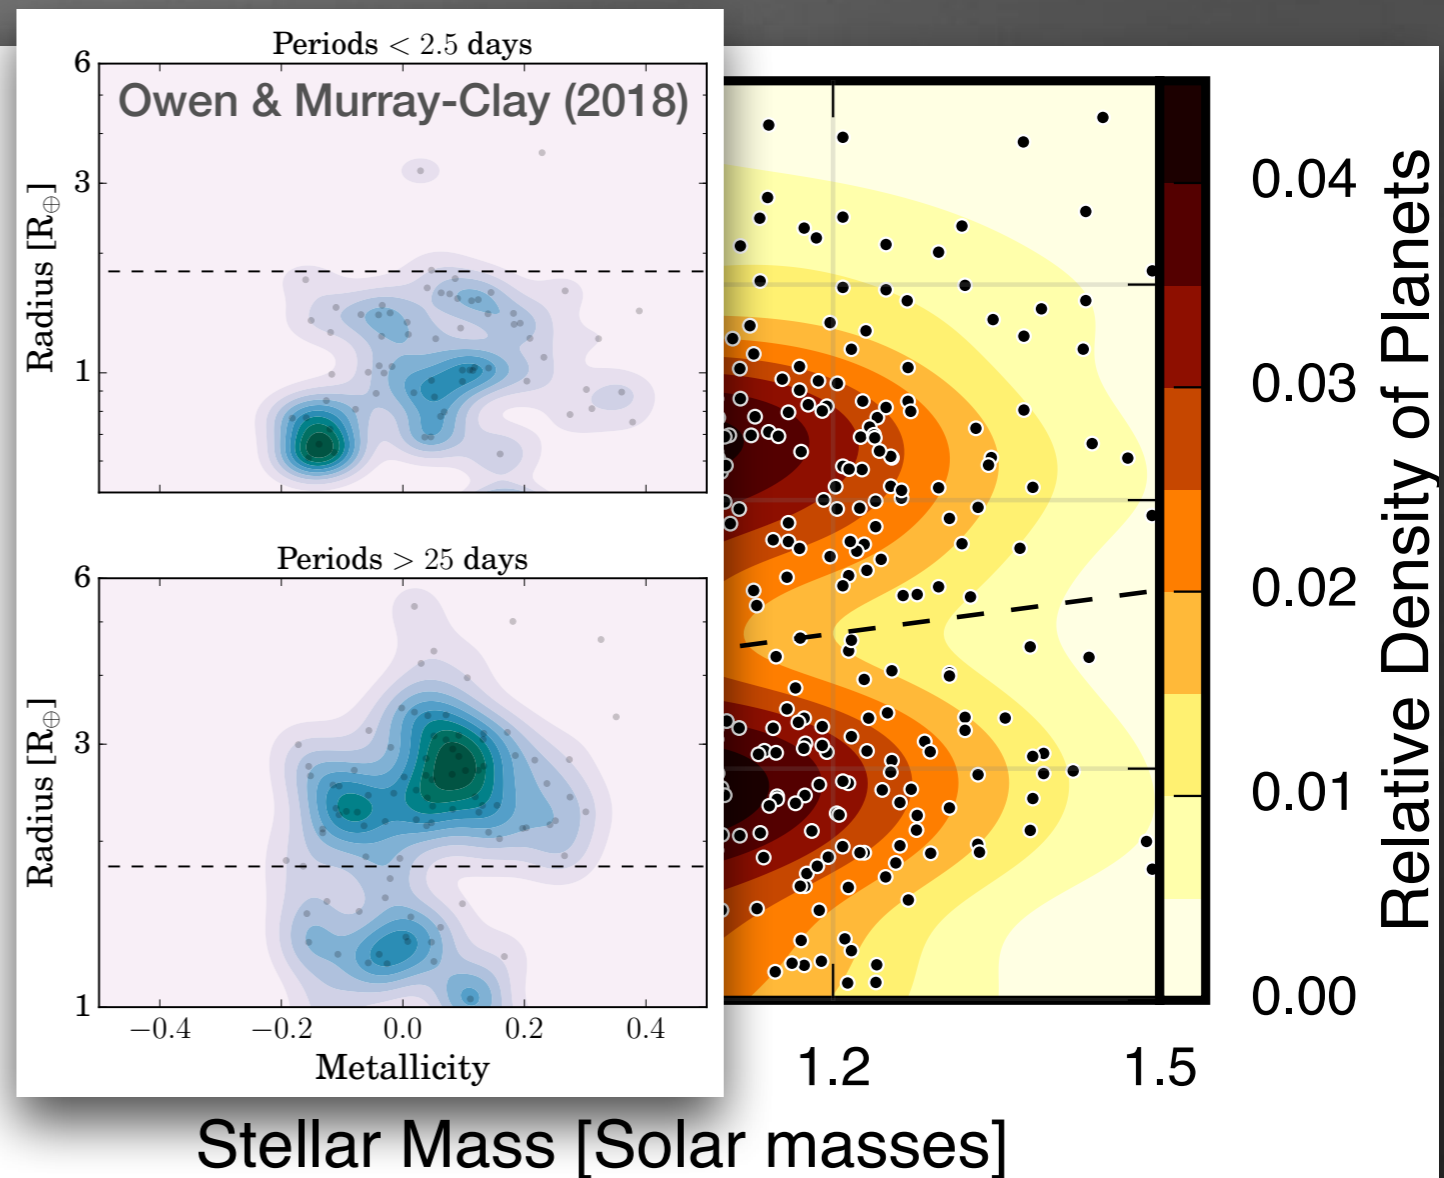 Periods < 2.5 days
Owen & Murray-Clay (2018)
6
3
1
Radius [R⊕]
Periods > 25 days
6
3
1
Radius [R⊕]
−0.4 −0.2 0.0 0.2 0.4
Metallicity
0.04
0.03
0.02
0.01
0.00
Relative Density of Planets
1.2 1.5
Stellar Mass [Solar masses]